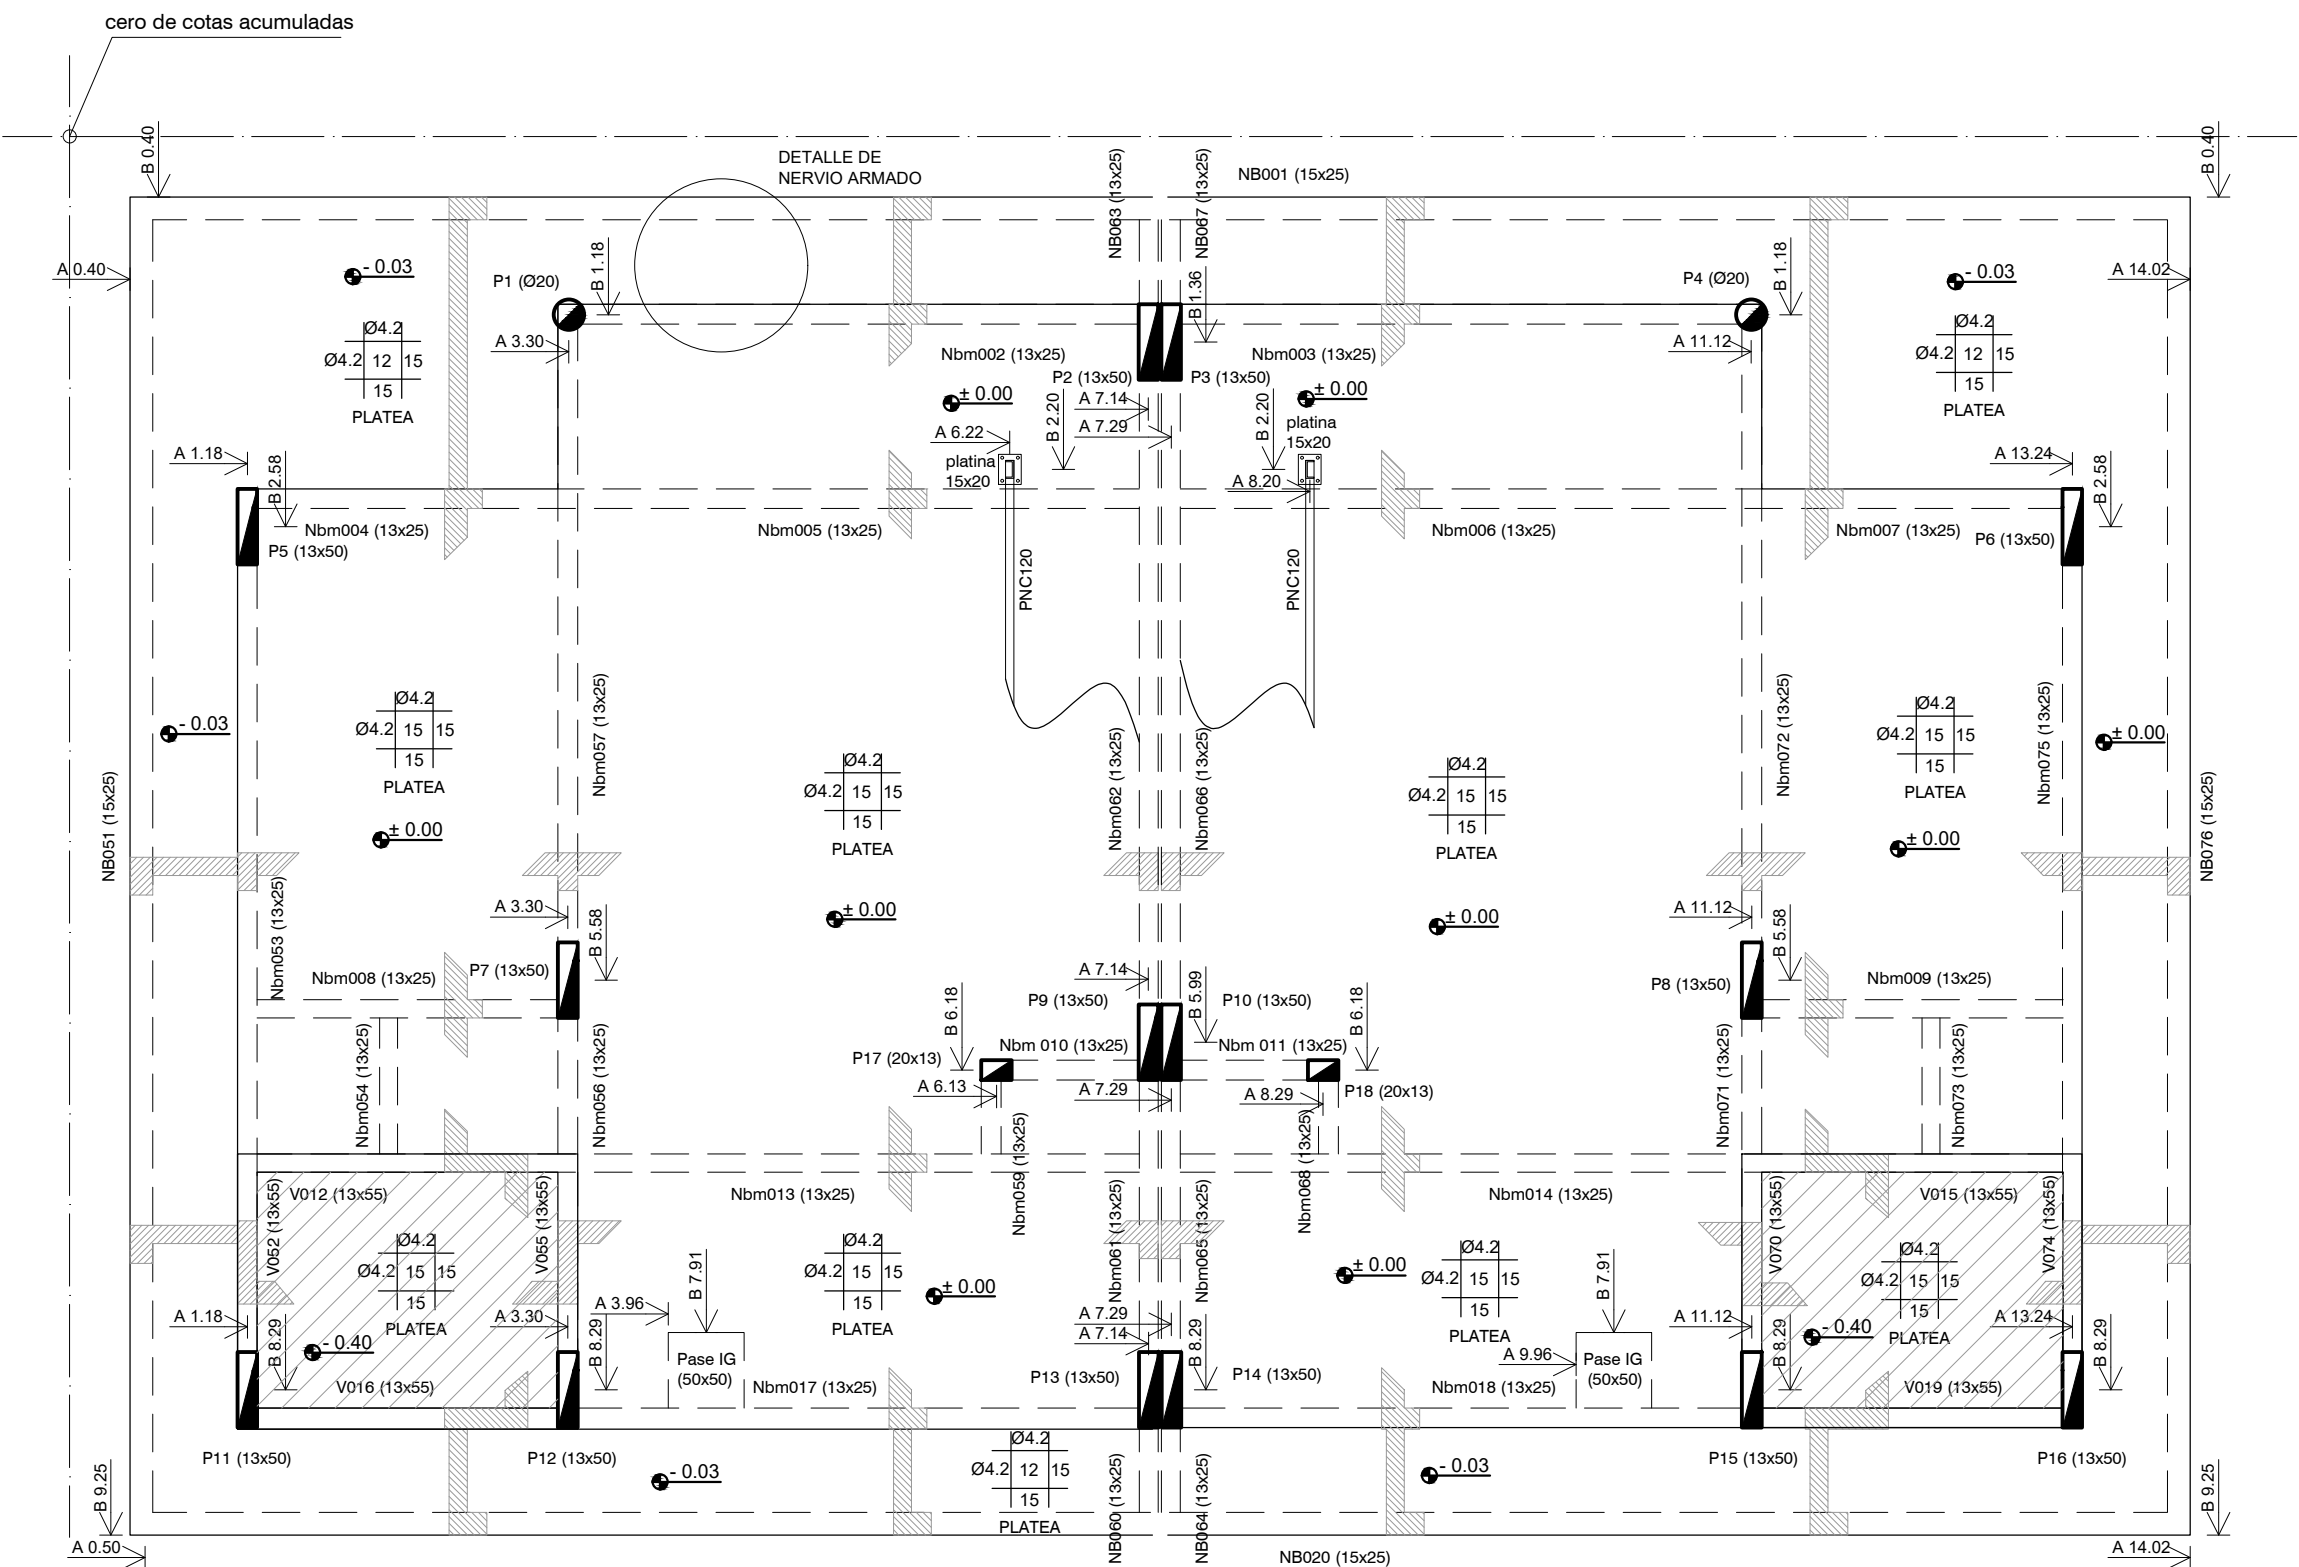 cero de cotas acumuladas
B 0.40
DETALLE DE
NERVIO ARMADO
NB063 (13x25)
NB067 (13x25)
NB001 (15x25)
B 0.40
A 0.40
- 0.03
P1 (Ø20)
B 1.18
B 1.36
P4 (Ø20)
B 1.18
- 0.03
A 14.02
Ø4.2
Ø4.2 12 15
15
PLATEA
A 3.30
Nbm002 (13x25)
Nbm003 (13x25)
A 11.12
Ø4.2
Ø4.2 12 15
15
PLATEA
P2 (13x50)
P3 (13x50)
± 0.00
A 7.14
± 0.00
B 2.20
B 2.20
platina
15x20
A 6.22
A 7.29
A 1.18
B 2.58
platina
15x20
A 8.20
A 13.24
B 2.58
Nbm004 (13x25)
P5 (13x50)
Nbm005 (13x25)
Nbm006 (13x25)
Nbm007 (13x25)
P6 (13x50)
PNC120
PNC120
- 0.03
Ø4.2
Ø4.2 15 15
15
PLATEA
Nbm057 (13x25)
Nbm072 (13x25)
Ø4.2
Ø4.2 15 15
15
PLATEA
Nbm075 (13x25)
± 0.00
NB051 (15x25)
Ø4.2
Ø4.2 15 15
15
PLATEA
Nbm062 (13x25)
Nbm066 (13x25)
Ø4.2
Ø4.2 15 15
15
PLATEA
NB076 (15x25)
± 0.00
± 0.00
Nbm053 (13x25)
A 3.30
B 5.58
± 0.00
± 0.00
A 11.12
B 5.58
Nbm008 (13x25)
P7 (13x50)
A 7.14
P9 (13x50)
B 5.99
P10 (13x50)
P8 (13x50)
Nbm009 (13x25)
B 6.18
B 6.18
Nbm054 (13x25)
Nbm056 (13x25)
P17 (20x13)
Nbm 010 (13x25)
Nbm 011 (13x25)
A 6.13
A 7.29
A 8.29
P18 (20x13)
Nbm071 (13x25)
Nbm073 (13x25)
Nbm059 (13x25)
Nbm068 (13x25)
V012 (13x55)
V052 (13x55)
V055 (13x55)
Nbm013 (13x25)
Nbm061 (13x25)
Nbm065 (13x25)
Nbm014 (13x25)
V070 (13x55)
V015 (13x55)
V074 (13x55)
Ø4.2
Ø4.2 15 15
15
PLATEA
B 7.91
Ø4.2
Ø4.2 15 15
15
PLATEA
± 0.00
± 0.00
Ø4.2
Ø4.2 15 15
15
PLATEA
B 7.91
Ø4.2
Ø4.2 15 15
15
PLATEA
A 1.18
B 8.29
- 0.40
A 3.30
B 8.29
A 3.96
A 7.29
A 7.14
B 8.29
A 9.96
A 11.12
B 8.29
- 0.40
A 13.24
B 8.29
V016 (13x55)
Pase IG
(50x50)
Nbm017 (13x25)
P13 (13x50)
P14 (13x50)
Nbm018 (13x25)
Pase IG
(50x50)
V019 (13x55)
P11 (13x50)
P12 (13x50)
- 0.03
Ø4.2
Ø4.2 12 15
15
PLATEA
- 0.03
P15 (13x50)
P16 (13x50)
B 9.25
NB060 (13x25)
NB064 (13x25)
B 9.25
A 0.50
NB020 (15x25)
A 14.02